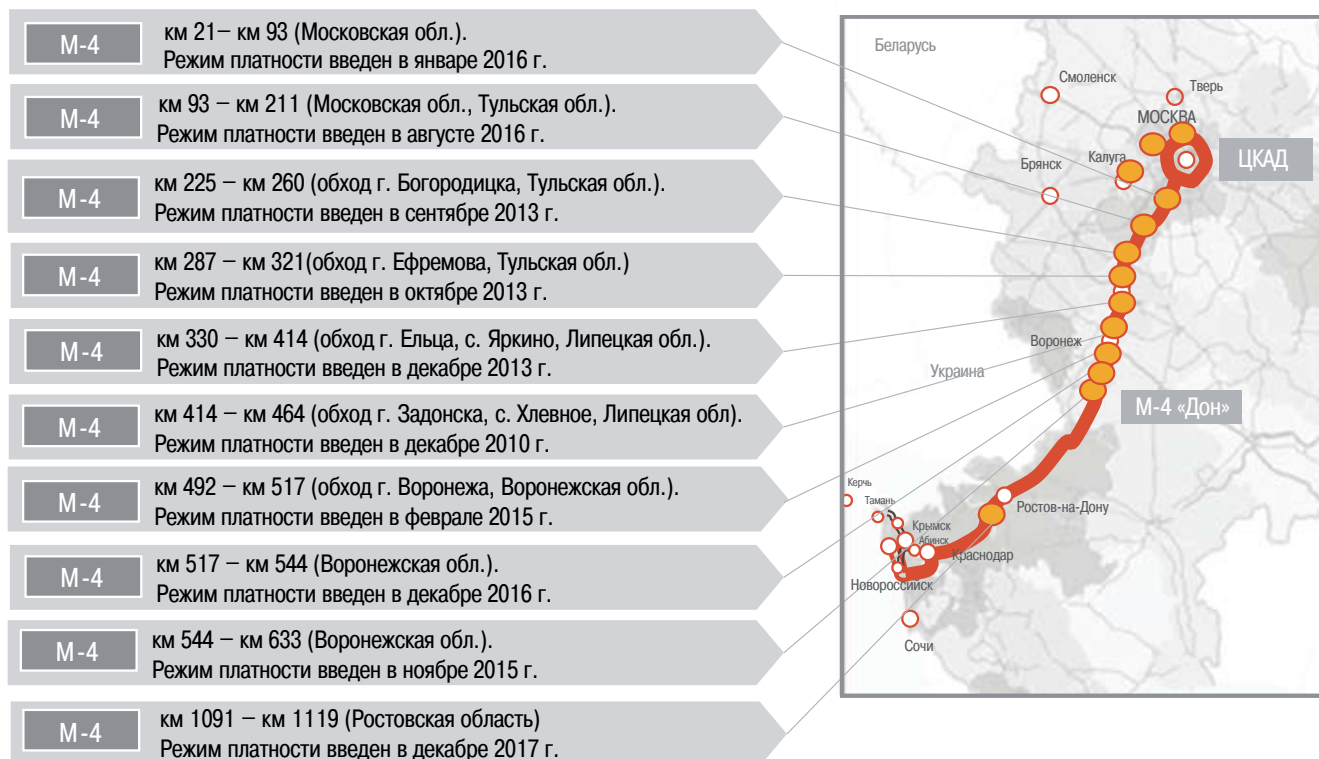 М-4
км 21– км 93 (Московская обл.).
Режим платности введен в январе 2016 г.
М-4
км 93 – км 211 (Московская обл., Тульская обл.).
Режим платности введен в августе 2016 г.
М-4
км 225 – км 260 (обход г. Богородицка, Тульская обл.).
Режим платности введен в сентябре 2013 г.
М-4
км 287 – км 321(обход г. Ефремова, Тульская обл.)
Режим платности введен в октябре 2013 г.
М-4
км 330 – км 414 (обход г. Ельца, с. Яркино, Липецкая обл.).
Режим платности введен в декабре 2013 г.
М-4
км 414 – км 464 (обход г. Задонска, с. Хлевное, Липецкая обл).
Режим платности введен в декабре 2010 г.
М-4
км 492 – км 517 (обход г. Воронежа, Воронежская обл.).
Режим платности введен в феврале 2015 г.
М-4
км 517 – км 544 (Воронежская обл.).
Режим платности введен в декабре 2016 г.
М-4
км 544 – км 633 (Воронежская обл.).
Режим платности введен в ноябре 2015 г.
М-4
км 1091 – км 1119 (Ростовская область)
Режим платности введен в декабре 2017 г.
Беларусь
Смоленск
Тверь
МОСКВА
Брянск
Калуга
ЦКАД
Воронеж
Украина
М-4 «Дон»
Керчь
Тамань
Ростов-на-Дону
Крымск
Абинск
Краснодар
Новороссийск
Сочи